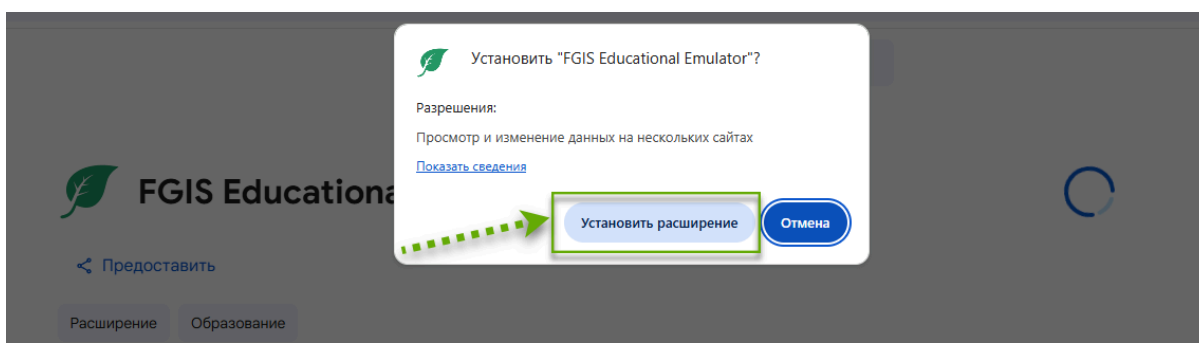 Установить "FGIS Educational Emulator"?
Разрешения:
Просмотр и изменение данных на нескольких сайтах
Показать сведения
Установить расширение
Отмена
FGIS Educationa
Предоставить
Расширение
Образование